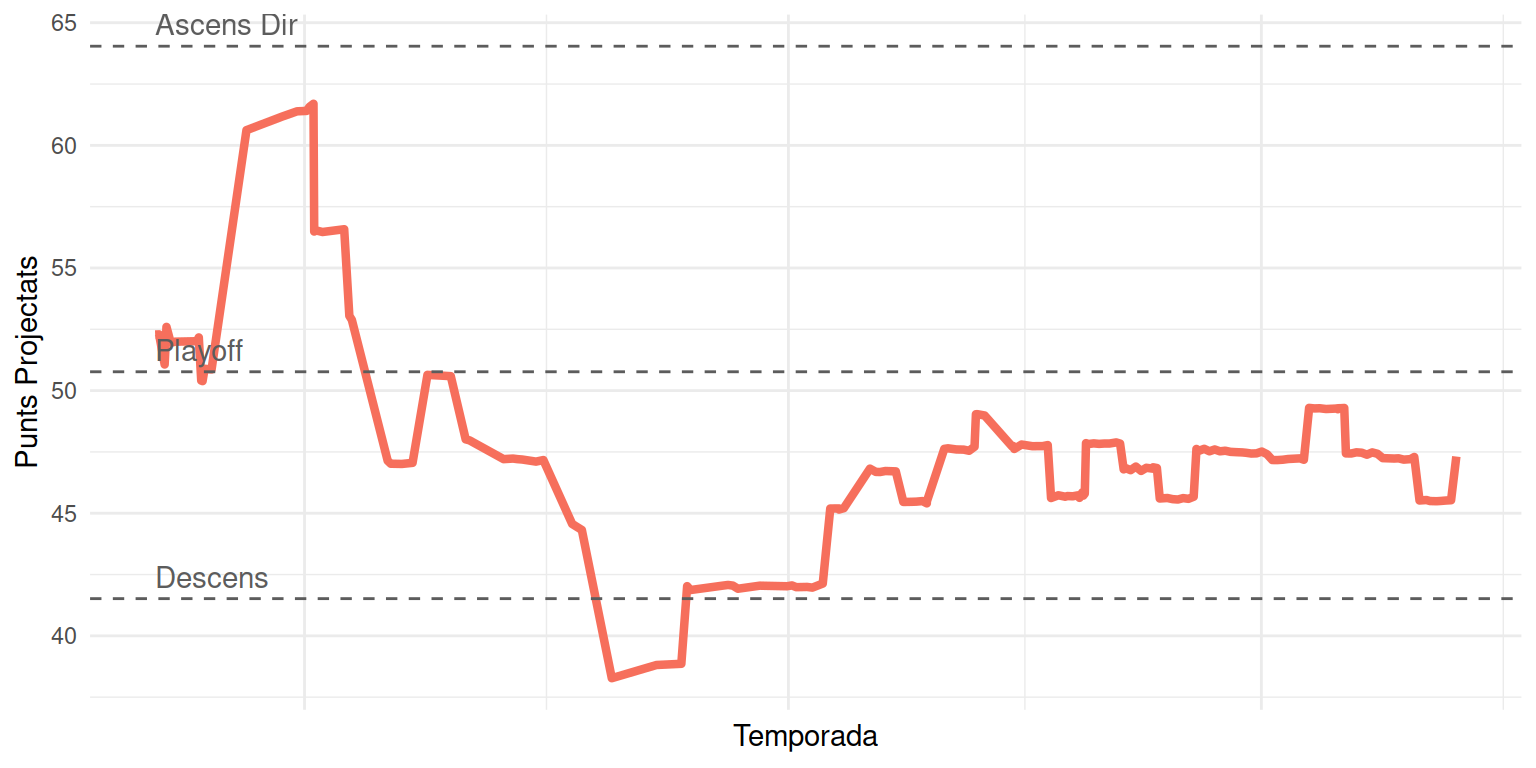 65
Ascens Dir
60
55
Playoff
50
45
Descens
40
Punts Projectats
Temporada